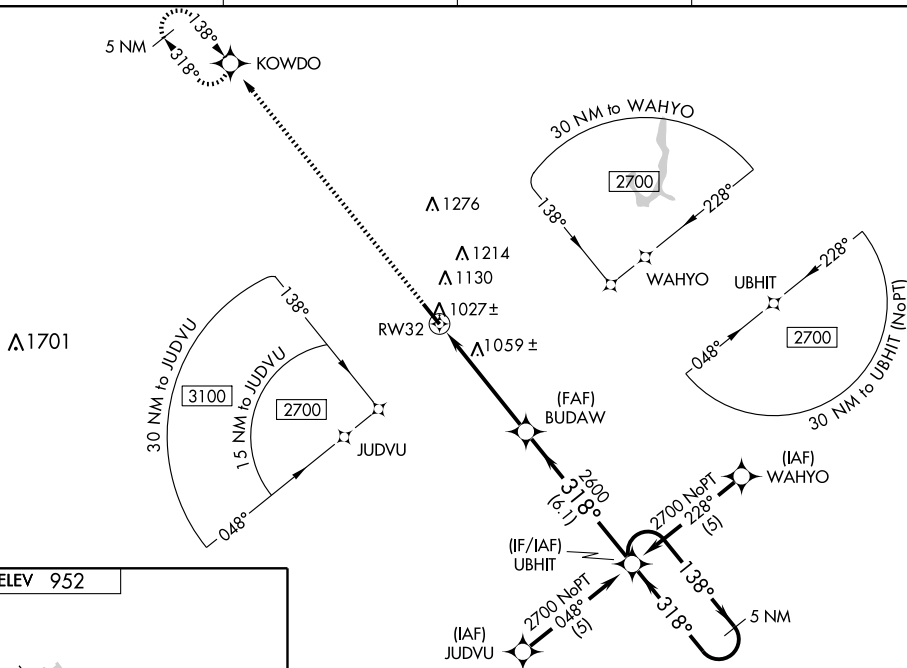 138°
5 NM
318°
KOWDO
30 NM to WAHYO
2700
138°
228°
WAHYO
1276
1214
1130
1027±
RW32
1059±
1701
UBHIT
228°
048°
2700
30 NM to UBHIT (NoPT)
30 NM to JUDVU
3100
15 NM to JUDVU
2700
138°
JUDVU
048°
(FAF)
BUDAW
2600
318°
(6.1)
(IAF)
WAHYO
2700 NoPT
228°
(5)
(IF/IAF)
UBHIT
138°
318°
5 NM
2700 NoPT
048°
(5)
(IAF)
JUDVU
ELEV 952